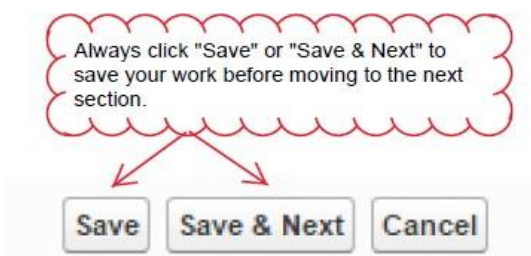 Always click "Save" or "Save & Next" to
save your work before moving to the next
section.
Save Save & Next Cancel